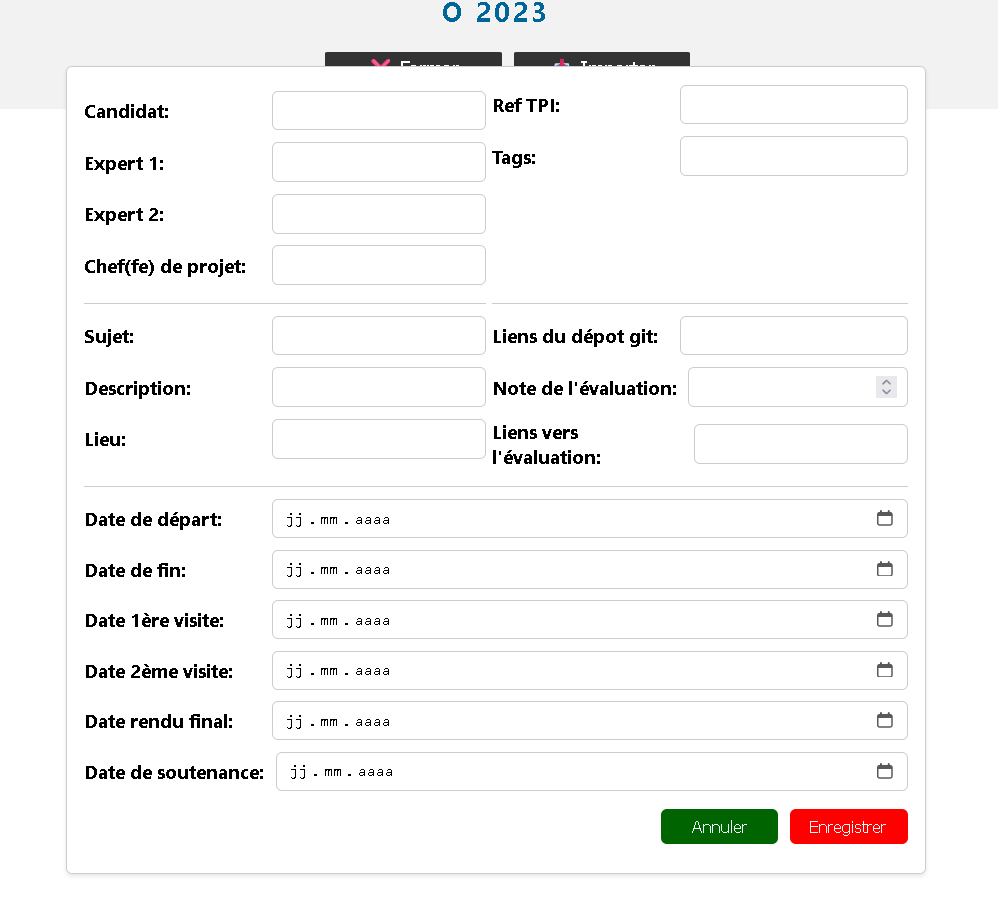 O 2023
Fermer
Importer
Candidat:
Ref TPI:
Expert 1:
Tags:
Expert 2:
Chef(fe) de projet:
Sujet:
Liens du dépot git:
Description:
Note de l'évaluation:
Lieu:
Liens vers
l'évaluation:
Date de départ:
jj.mm.aaaa
Date de fin:
jj.mm.aaaa
Date 1ère visite:
jj.mm.aaaa
Date 2ème visite:
jj.mm.aaaa
Date rendu final:
jj.mm.aaaa
Date de soutenance:
jj.mm.aaaa
Annuler
Enregistrer